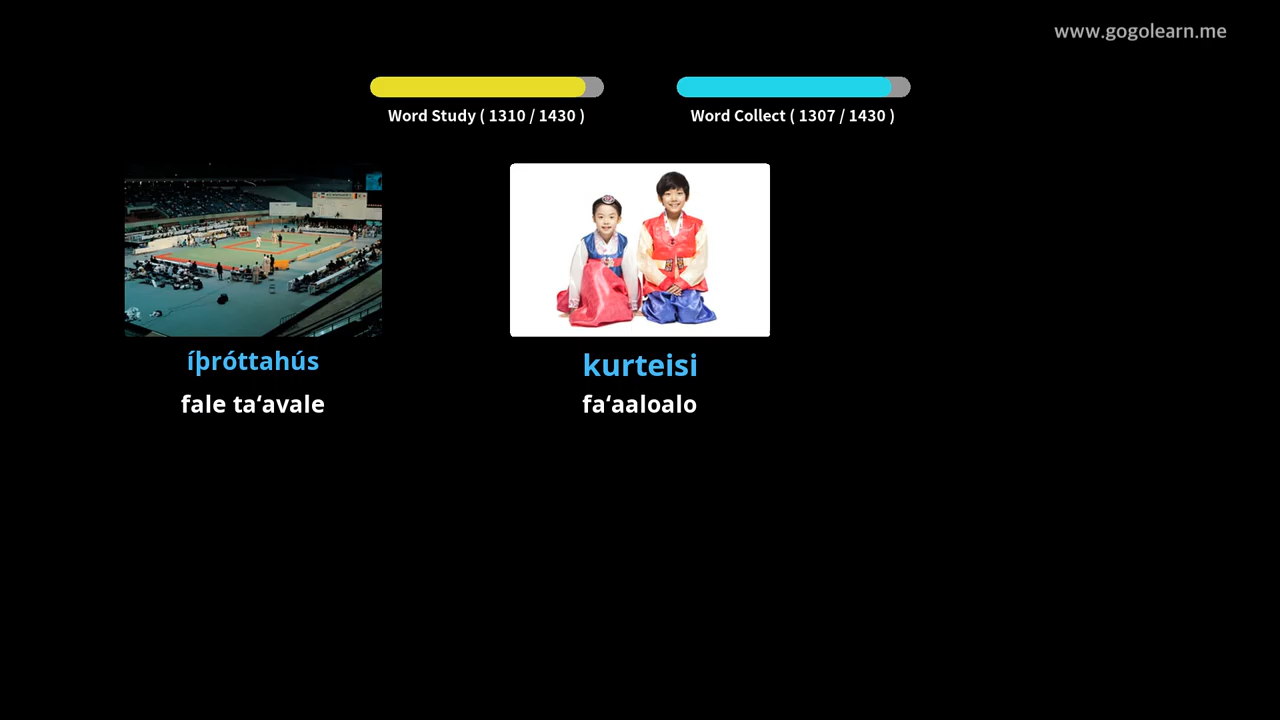 www.gogolearn.me
Word Study ( 1310 / 1430 )
Word Collect ( 1307 / 1430 )
íþróttahús
kurteisi
fale taʻavale
faʻaaloalo